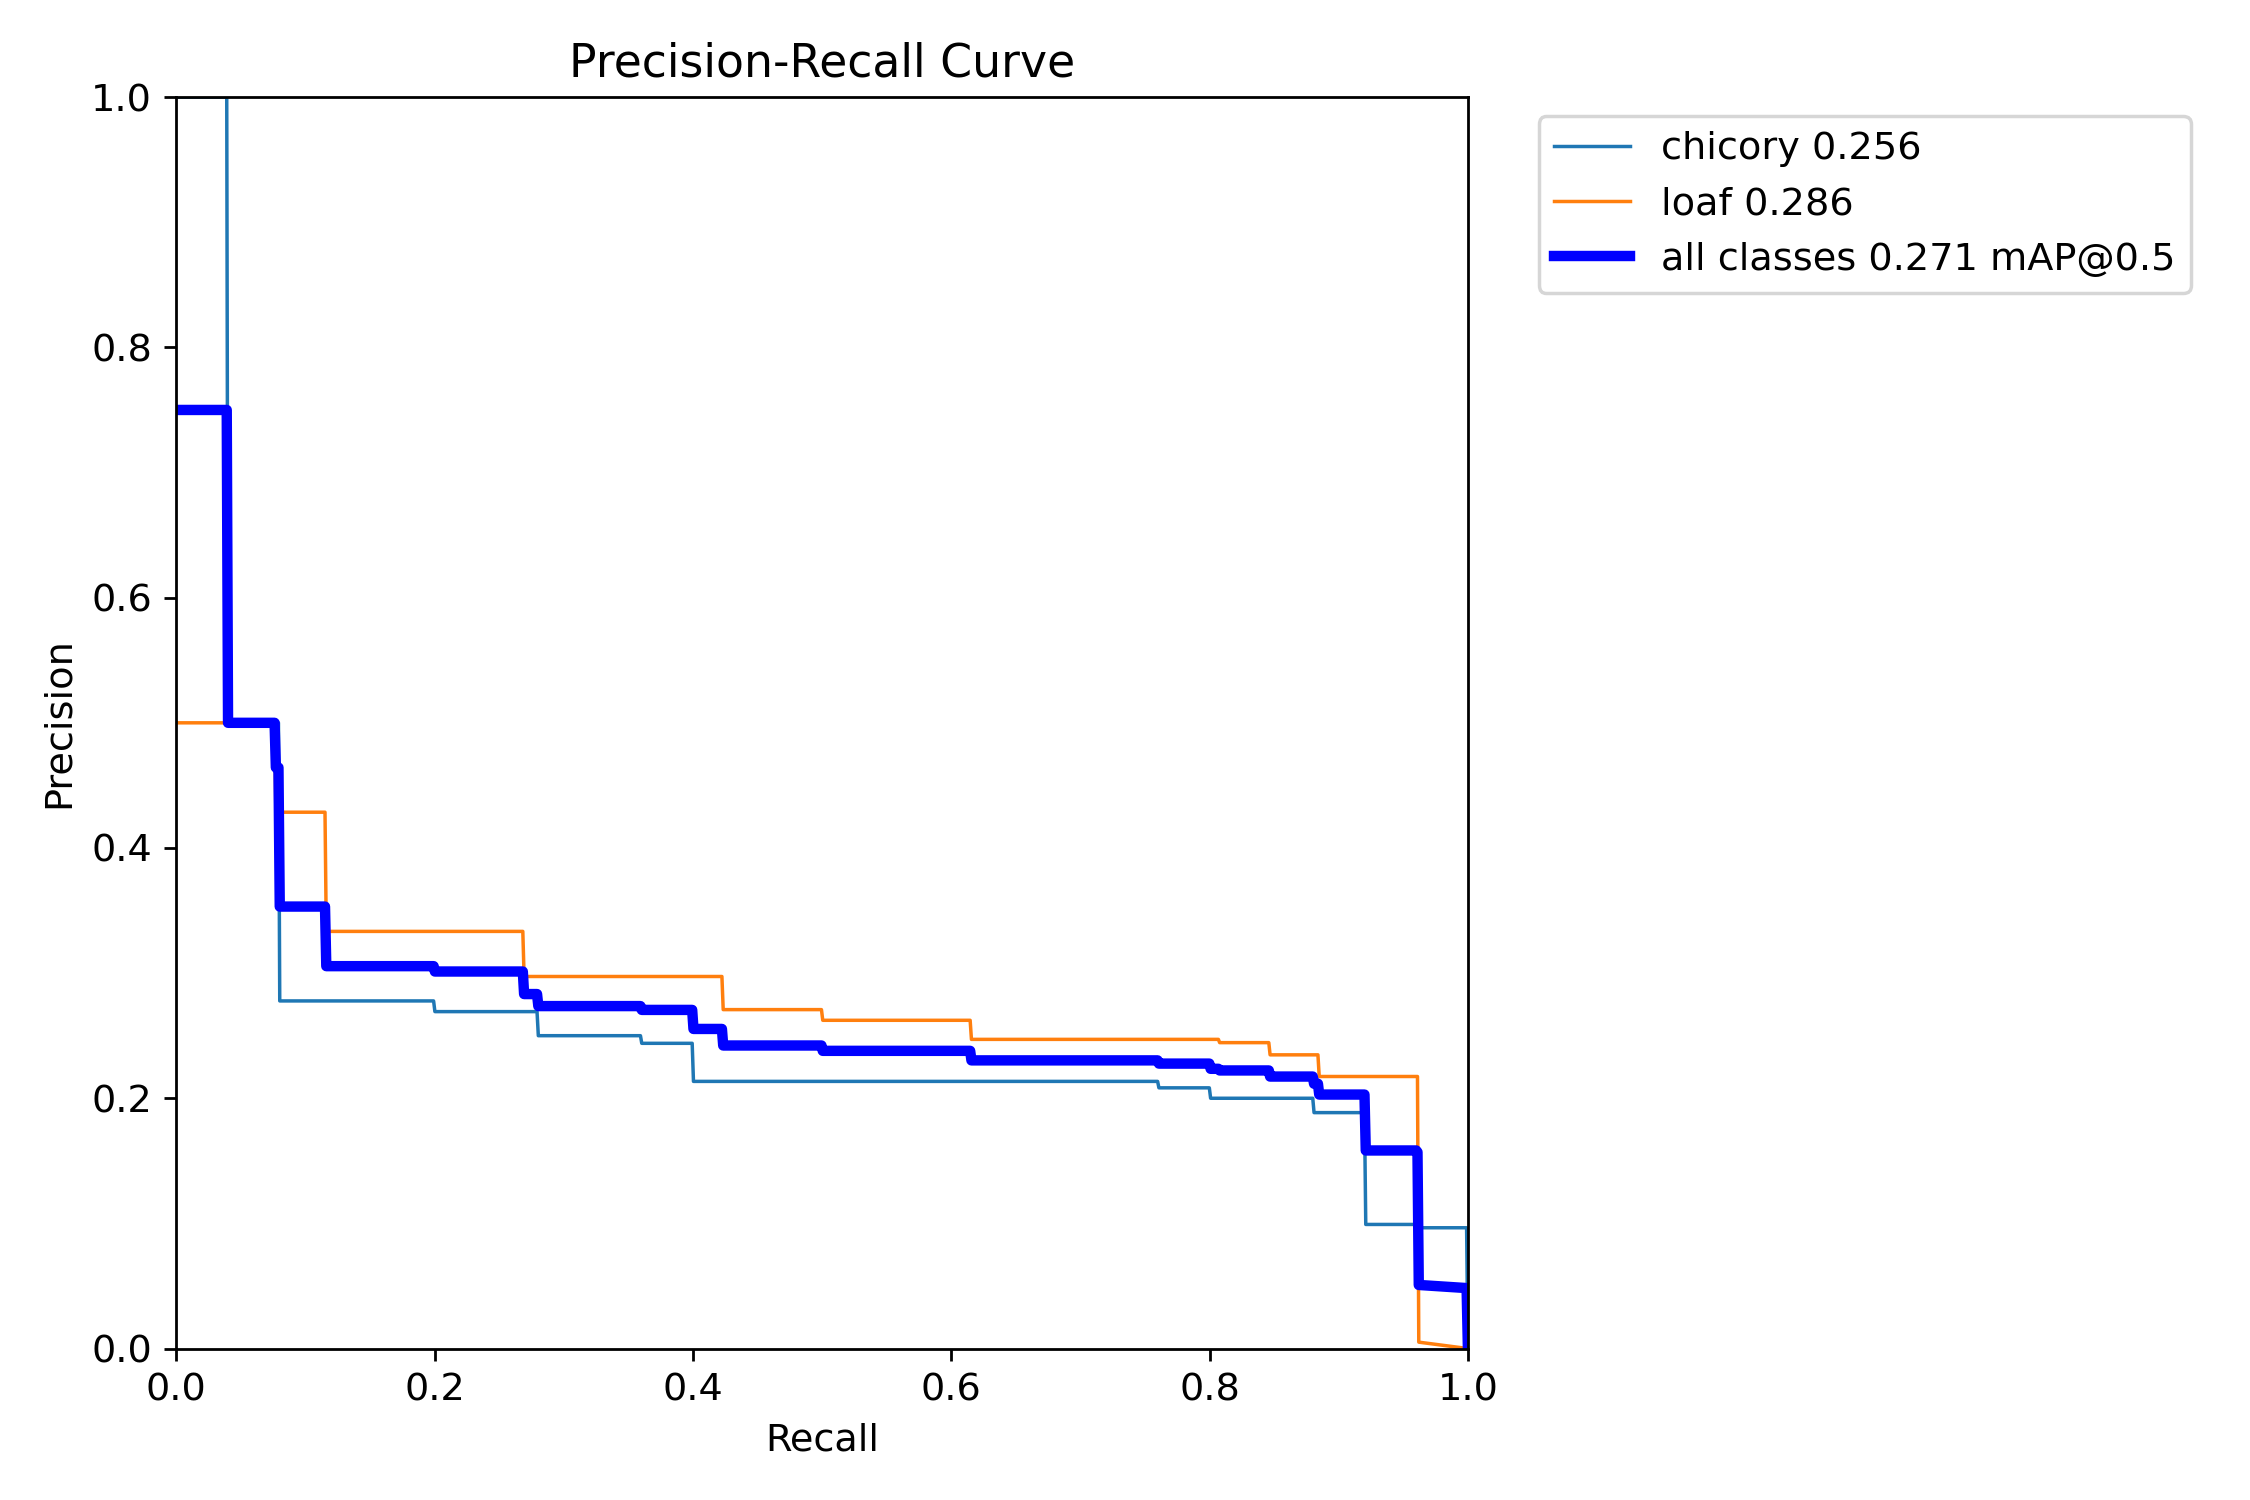 Precision-Recall Curve
1.0
0.8
0.6
0.4
0.2
0.0
Precision
0.0 0.2 0.4 0.6 0.8 1.0
Recall
chicory 0.256
loaf 0.286
all classes 0.271 mAP@0.5